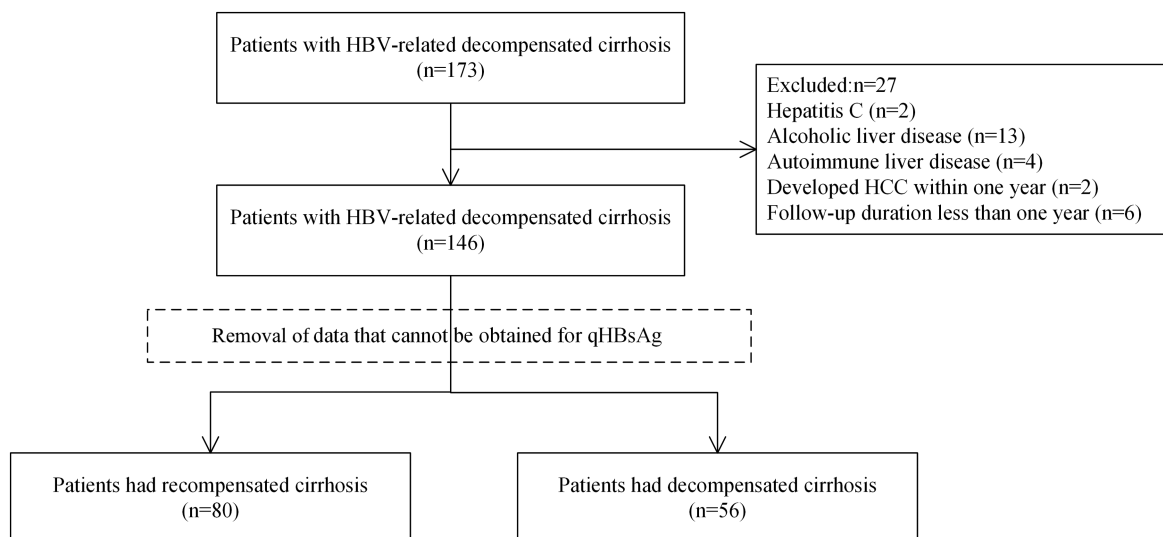 Patients with HBV-related decompensated cirrhosis
(n=173)
Excluded:n=27
Hepatitis C (n=2)
Alcoholic liver disease (n=13)
Autoimmune liver disease (n=4)
Developed HCC within one year (n=2)
Follow-up duration less than one year (n=6)
Patients with HBV-related decompensated cirrhosis
(n=146)
Removal of data that cannot be obtained for qHBsAg
Patients had recompensated cirrhosis
(n=80)
Patients had decompensated cirrhosis
(n=56)